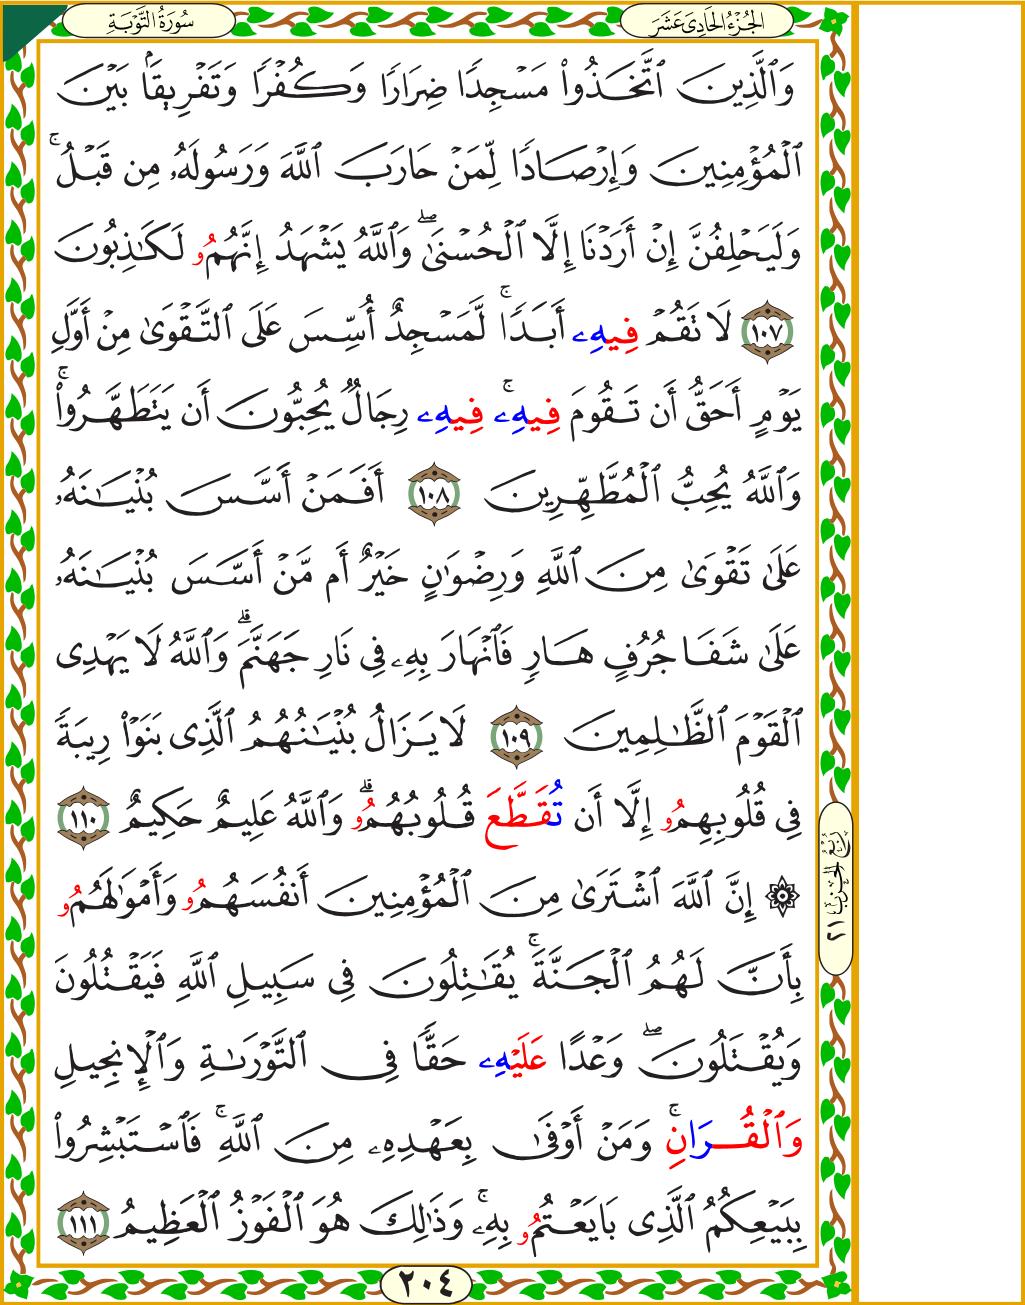 سُورَةُ التَّوْبَةِ
الجُزْءُ الحَادِى عَشَرَ
وَٱلَّذِينَ ٱتَّخَذُوا۟ مَسْجِدًا ضِرَارًا وَكُفْرًا وَتَفْرِيقًۢا بَيْنَ
ٱلْمُؤْمِنِينَ وَإِرْصَادًا لِّمَنْ حَارَبَ ٱللَّهَ وَرَسُولَهُۥ مِن قَبْلُ ۚ
وَلَيَحْلِفُنَّ إِنْ أَرَدْنَا إِلَّا ٱلْحُسْنَىٰ ۖ وَٱللَّهُ يَشْهَدُ إِنَّهُمُۥ لَكَٰذِبُونَ
١٠٧ لَا تَقُمْ فِيهِۦ أَبَدًا ۚ لَّمَسْجِدٌ أُسِّسَ عَلَى ٱلتَّقْوَىٰ مِنْ أَوَّلِ
يَوْمٍ أَحَقُّ أَن تَقُومَ فِيهِۦ ۚ فِيهِۦ رِجَالٌ يُحِبُّونَ أَن يَتَطَهَّرُوا۟ ۚ
وَٱللَّهُ يُحِبُّ ٱلْمُطَّهِّرِينَ ١٠٨ أَفَمَنْ أَسَّسَ بُنْيَٰنَهُۥ
عَلَىٰ تَقْوَىٰ مِنَ ٱللَّهِ وَرِضْوَٰنٍ خَيْرٌ أَم مَّنْ أَسَّسَ بُنْيَٰنَهُۥ
عَلَىٰ شَفَا جُرُفٍ هَارٍ فَٱنْهَارَ بِهِۦ فِى نَارِ جَهَنَّمَ ۗ وَٱللَّهُ لَا يَهْدِى
ٱلْقَوْمَ ٱلظَّٰلِمِينَ ١٠٩ لَا يَزَالُ بُنْيَٰنُهُمُ ٱلَّذِى بَنَوْا۟ رِيبَةً
فِى قُلُوبِهِمُۥ إِلَّا أَن تُقَطَّعَ قُلُوبُهُمُۥ ۗ وَٱللَّهُ عَلِيمٌ حَكِيمٌ ١١٠
۞ إِنَّ ٱللَّهَ ٱشْتَرَىٰ مِنَ ٱلْمُؤْمِنِينَ أَنفُسَهُمُۥ وَأَمْوَٰلَهُمُۥ
بِأَنَّ لَهُمُ ٱلْجَنَّةَ ۚ يُقَٰتِلُونَ فِى سَبِيلِ ٱللَّهِ فَيَقْتُلُونَ
وَيُقْتَلُونَ ۖ وَعْدًا عَلَيْهِۦ حَقًّا فِى ٱلتَّوْرَىٰةِ وَٱلْإِنجِيلِ
وَٱلْقُرَانِ ۚ وَمَنْ أَوْفَىٰ بِعَهْدِهِۦ مِنَ ٱللَّهِ ۚ فَٱسْتَبْشِرُوا۟
بِبَيْعِكُمُ ٱلَّذِى بَايَعْتُمُۥ بِهِۦ ۚ وَذَٰلِكَ هُوَ ٱلْفَوْزُ ٱلْعَظِيمُ ١١١
رُبْعُ الحِزْبِ ٢١
٢٠٤